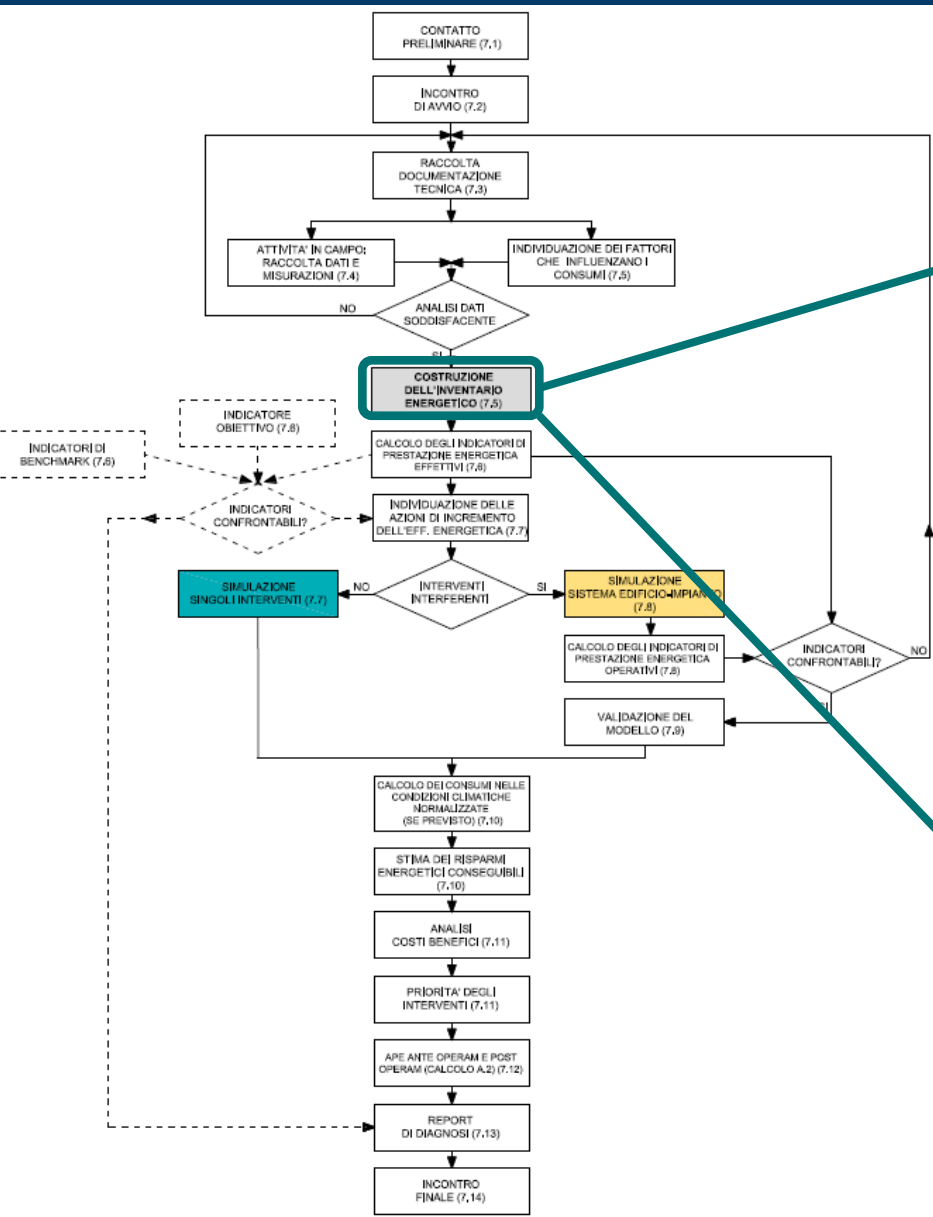 CONTATTO
PRELIMINARE (7.1)
INCONTRO
DI AVVIO (7.2)
RACCOLTA
DOCUMENTAZIONE
TECNICA (7.3)
ATTIVITA' IN CAMPO:
RACCOLTA DATI E
MISURAZIONI (7.4)
INDIVIDUAZIONE DEI FATTORI
CHE INFLUENZANO I
CONSUMI (7.5)
NO
ANALISI DATI
SODDISFACENTE
SI
COSTRUZIONE
DELL'INVENTARIO
ENERGETICO (7.5)
INDICATORE
OBIETTIVO (7.6)
INDICATORI DI
BENCHMARK (7.6)
CALCOLO DEGLI INDICATORI DI
PRESTAZIONE ENERGETICA
EFFETTIVI (7.6)
INDICATORI
CONFRONTABILI?
INDIVIDUAZIONE DELLE
AZIONI DI INCREMENTO
DELL'EFF. ENERGETICA (7.7)
SIMULAZIONE
SINGOLI INTERVENTI (7.7)
NO
INTERVENTI
INTERFERENTI
SI
SIMULAZIONE
SISTEMA EDIFICIO-IMPIANTO
(7.8)
CALCOLO DEGLI INDICATORI DI
PRESTAZIONE ENERGETICA
OPERATIVI (7.8)
INDICATORI
CONFRONTABILI?
NO
SI
VALIDAZIONE DEL
MODELLO (7.9)
CALCOLO DEI CONSUMI NELLE
CONDIZIONI CLIMATICHE
NORMALIZZATE
(SE PREVISTO) (7.10)
STIMA DEI RISPARMI
ENERGETICI CONSEGUIBILI
(7.10)
ANALISI
COSTI BENEFICI (7.11)
PRIORITA' DEGLI
INTERVENTI (7.11)
APE ANTE OPERAM E POST
OPERAM (CALCOLO A.2) (7.12)
REPORT
DI DIAGNOSI (7.13)
INCONTRO
FINALE (7.14)